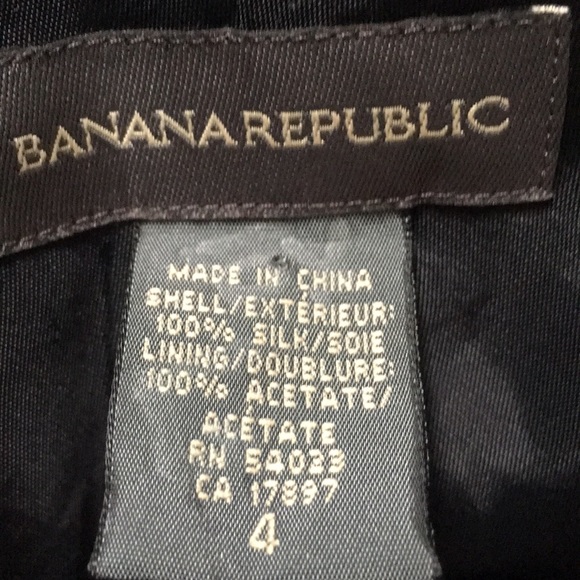 BANANA REPUBLIC
MADE IN CHINA
SHELL/EXTÉRIEUR:
100% SILK/SOIE
LINING/DOUBLURE:
100% ACETATE/
ACÉTATE
RN 54023
CA 17897
4